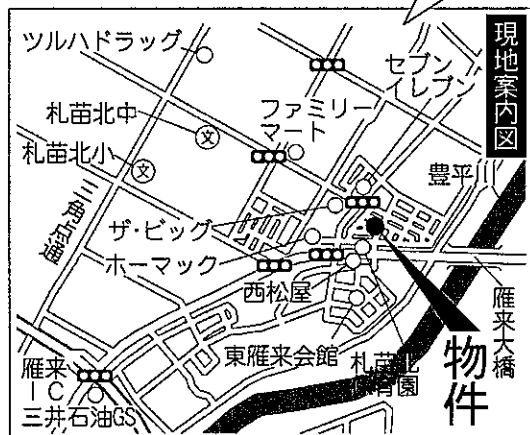 現地案内図
ツルハドラッグ
セブン
イレブン
札苗北中
文
ファミリー
マート
札苗北小
文
豊平川
三角点通
ザ・ビッグ
ホーマック
西松屋
雁来大橋
東雁来会館
札苗北
保育園
物件
雁来
IC
三井石油GS